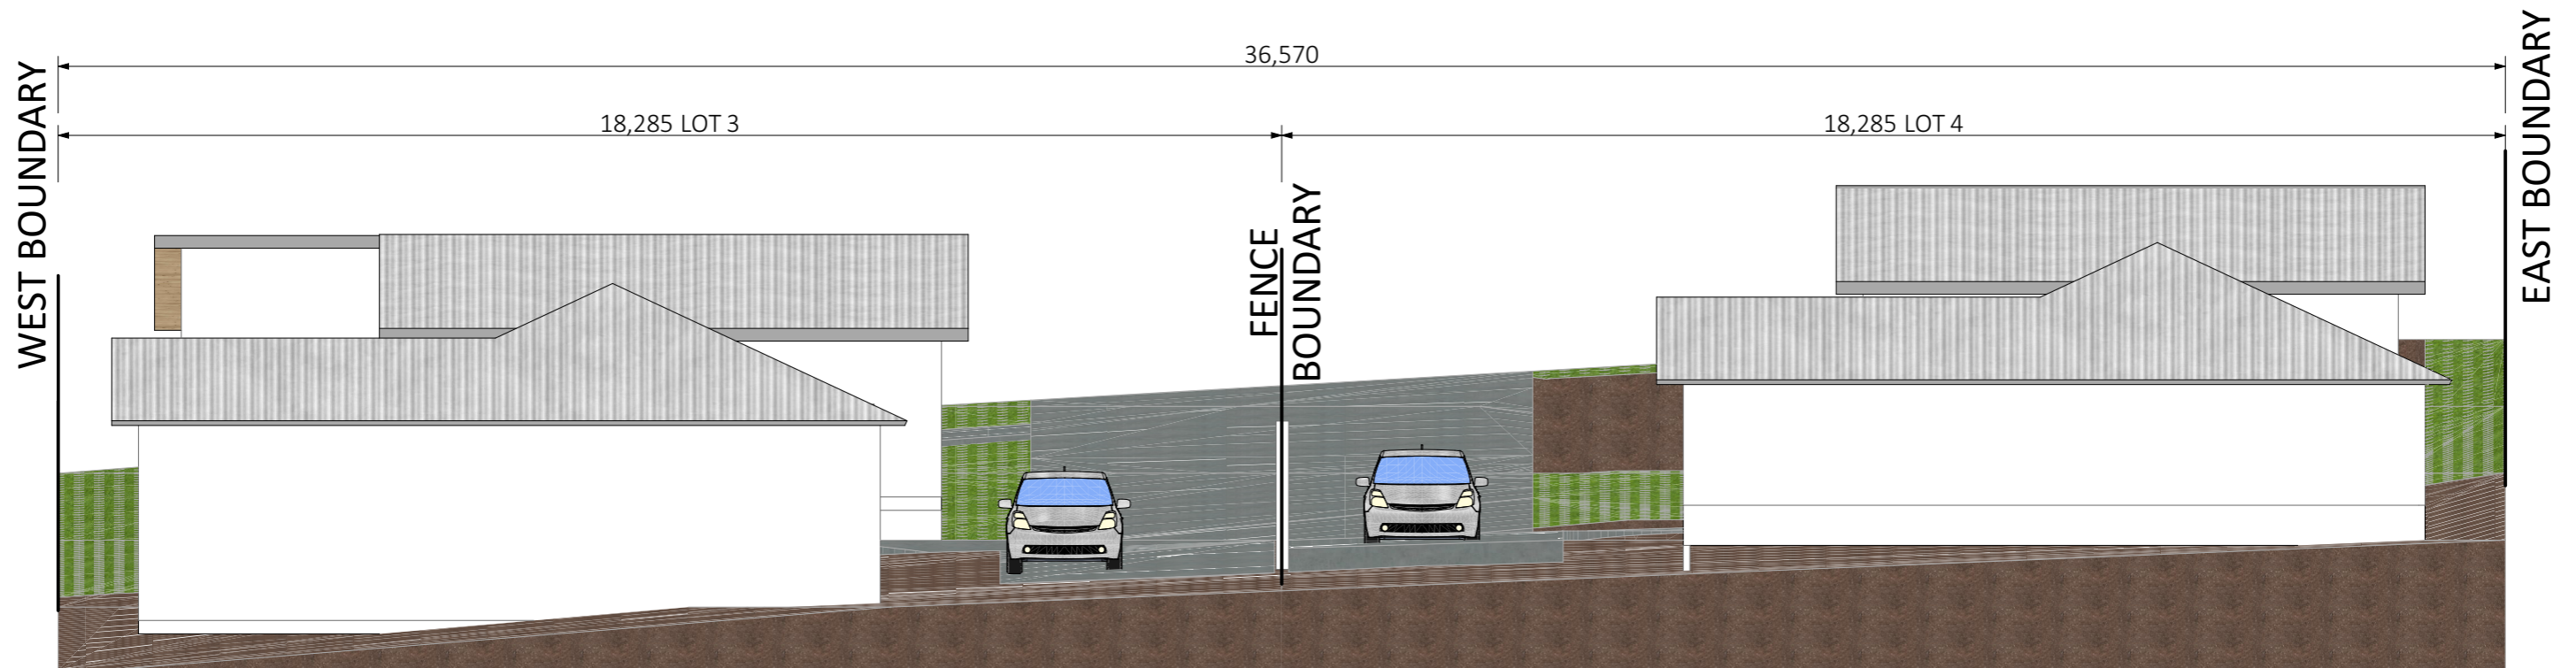 36,570
18,285 LOT 3
18,285 LOT 4
WEST BOUNDARY
FENCE
BOUNDARY
EAST BOUNDARY